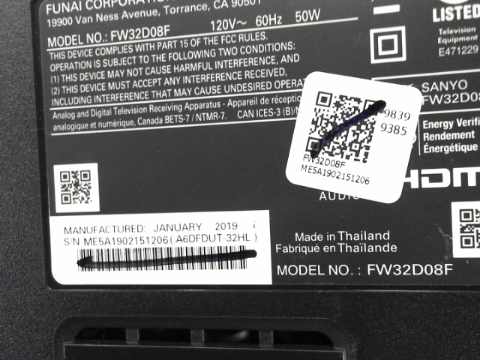 FUNAI CORPORATION
19900 Van Ness Avenue, Torrance, CA 90501
120V~ 60Hz 50W
MODEL NO.: FW32D08F
THIS DEVICE COMPLIES WITH PART 15 OF THE FCC RULES.
OPERATION IS SUBJECT TO THE FOLLOWING TWO CONDITIONS:
(1) THIS DEVICE MAY NOT CAUSE HARMFUL INTERFERENCE, AND
(2) THIS DEVICE MUST ACCEPT ANY INTERFERENCE RECEIVED,
INCLUDING INTERFERENCE THAT MAY CAUSE UNDESIRED
Analog and Digital Television Receiving Apparatus - Appareil de réception
analogique et numérique, Canada BETS-7 / NTMR-7. CAN ICES-3 (B)/
LISTED
Television
Equipment
E471229
SANYO
FW32D08
9839
9385
FW32D08F
ME5A1902151206
Energy Verifi
Rendement
Énergétique
HDMI
AUDIO
MANUFACTURED: JANUARY 2019
S/N ME5A1902151206 ( A6DFDUT-32HL )
Made in Thailand
Fabriqué en Thaïlande
MODEL NO. : FW32D08F